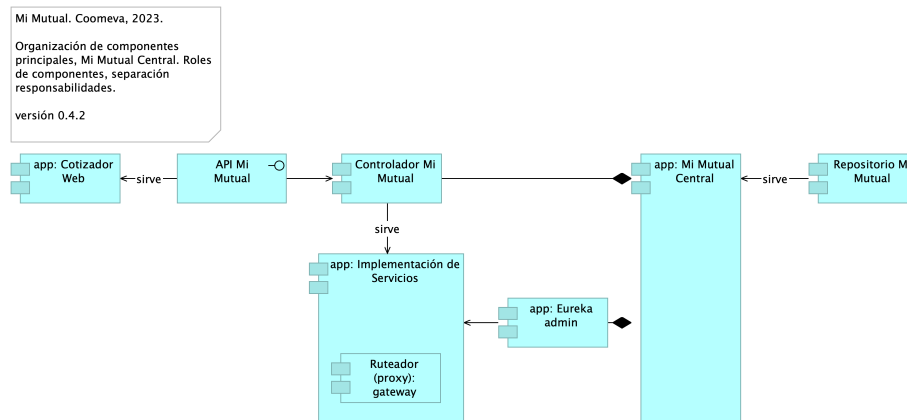 Mi Mutual. Coomeva, 2023.
Organización de componentes
principales, Mi Mutual Central. Roles
de componentes, separación
responsabilidades.
versión 0.4.2
app: Cotizador
Web
sirve
API Mi
Mutual
Controlador Mi
Mutual
app: Mi Mutual
Central
sirve
Repositorio M
Mutual
sirve
app: Implementación de
Servicios
app: Eureka
admin
Ruteador
(proxy):
gateway